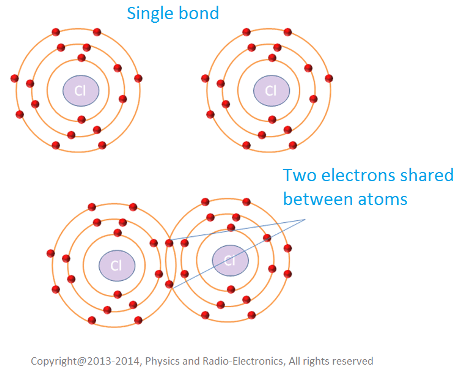 Single bond
Cl
Cl
Two electrons shared
between atoms
Cl
Cl
Copyright@2013-2014, Physics and Radio-Electronics, All rights reserved